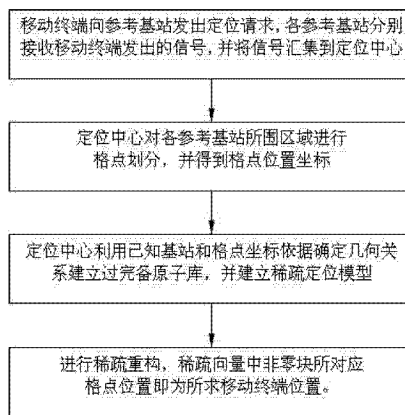 移动终端向参考基站发出定位请求，各参考基站分别
接收移动终端发出的信号，并将信号汇集到定位中心
定位中心对各参考基站所围区域进行
格点划分，并得到格点位置坐标
定位中心利用已知基站和格点坐标依据确定几何关
系建立过完备原子库，并建立稀疏定位模型
进行稀疏重构，稀疏向量中非零块所对应
格点位置即为所求移动终端位置。